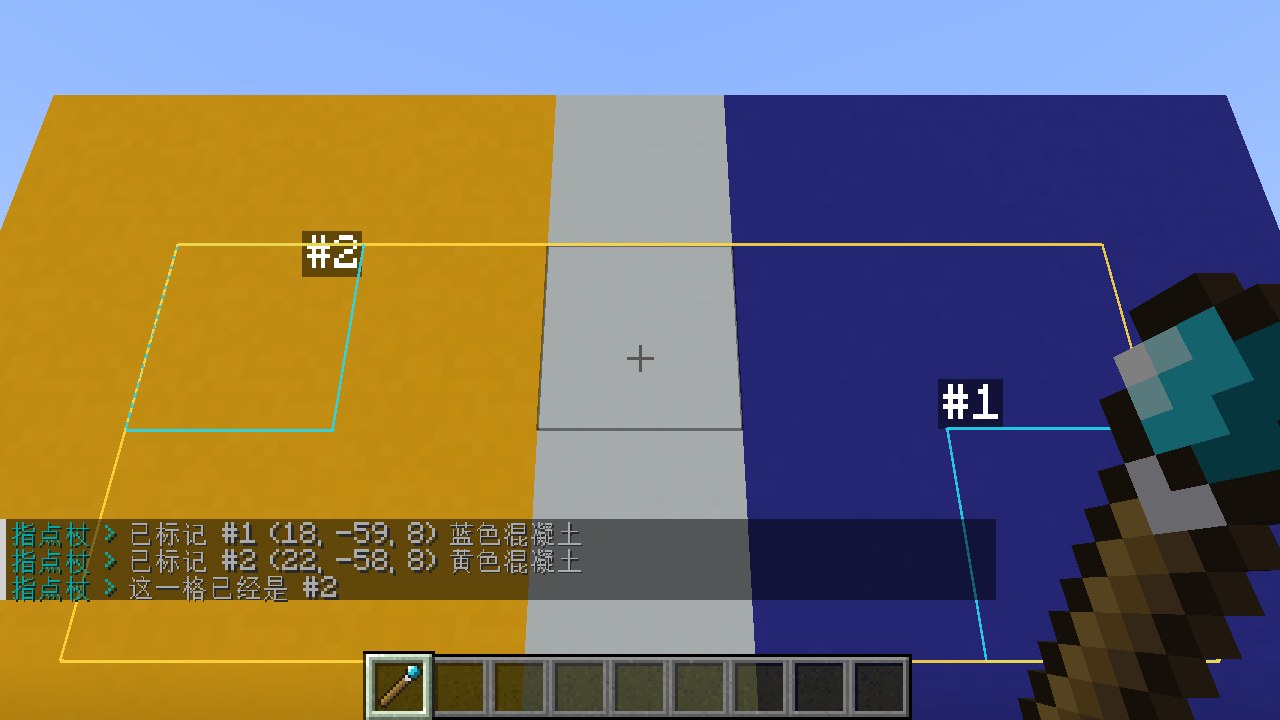 #2
#1
指点杖 > 已标记 #1 (18, -59, 8) 蓝色混凝土
指点杖 > 已标记 #2 (22, -58, 8) 黄色混凝土
指点杖 > 这一格已经是 #2